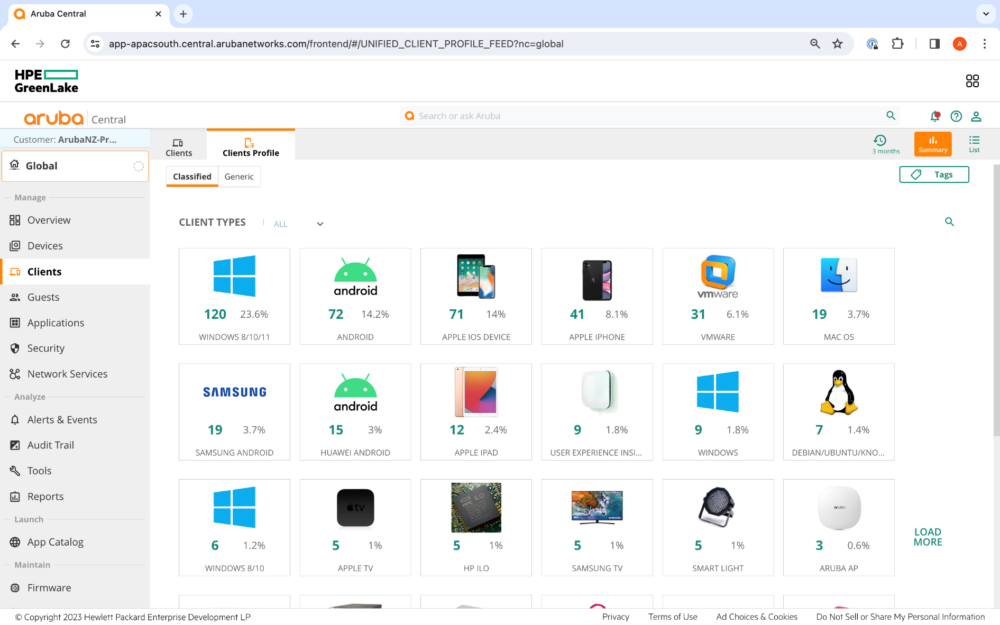 Aruba Central
app-apacsouth.central.arubanetworks.com/frontend/#/UNIFIED_CLIENT_PROFILE_FEED?nc=global
A
HPE
GreenLake
aruba Central
Search or ask Aruba
Customer: ArubaNZ-Pr...
Clients
Clients Profile
3 months
Summary
List
Global
Classified
Generic
Tags
Manage
Overview
Devices
Clients
Guests
Applications
Security
Network Services
Analyze
Alerts & Events
Audit Trail
Tools
Reports
Launch
App Catalog
Maintain
Firmware
CLIENT TYPES
ALL
120 23.6%
WINDOWS 8/10/11
android
72 14.2%
ANDROID
71 14%
APPLE IOS DEVICE
41 8.1%
APPLE IPHONE
vmware
31 6.1%
VMWARE
19 3.7%
MAC OS
SAMSUNG
19 3.7%
SAMSUNG ANDROID
android
15 3%
HUAWEI ANDROID
12 2.4%
APPLE IPAD
9 1.8%
USER EXPERIENCE INSI...
9 1.8%
WINDOWS
7 1.4%
DEBIAN/UBUNTU/KNO...
6 1.2%
WINDOWS 8/10
tv
5 1%
APPLE TV
HPE iLO
5 1%
HP ILO
SAMSUNG
5 1%
SAMSUNG TV
5 1%
SMART LIGHT
aruba
3 0.6%
ARUBA AP
LOAD
MORE
© Copyright 2023 Hewlett Packard Enterprise Development LP
Privacy
Terms of Use
Ad Choices & Cookies
Do Not Sell or Share My Personal Information